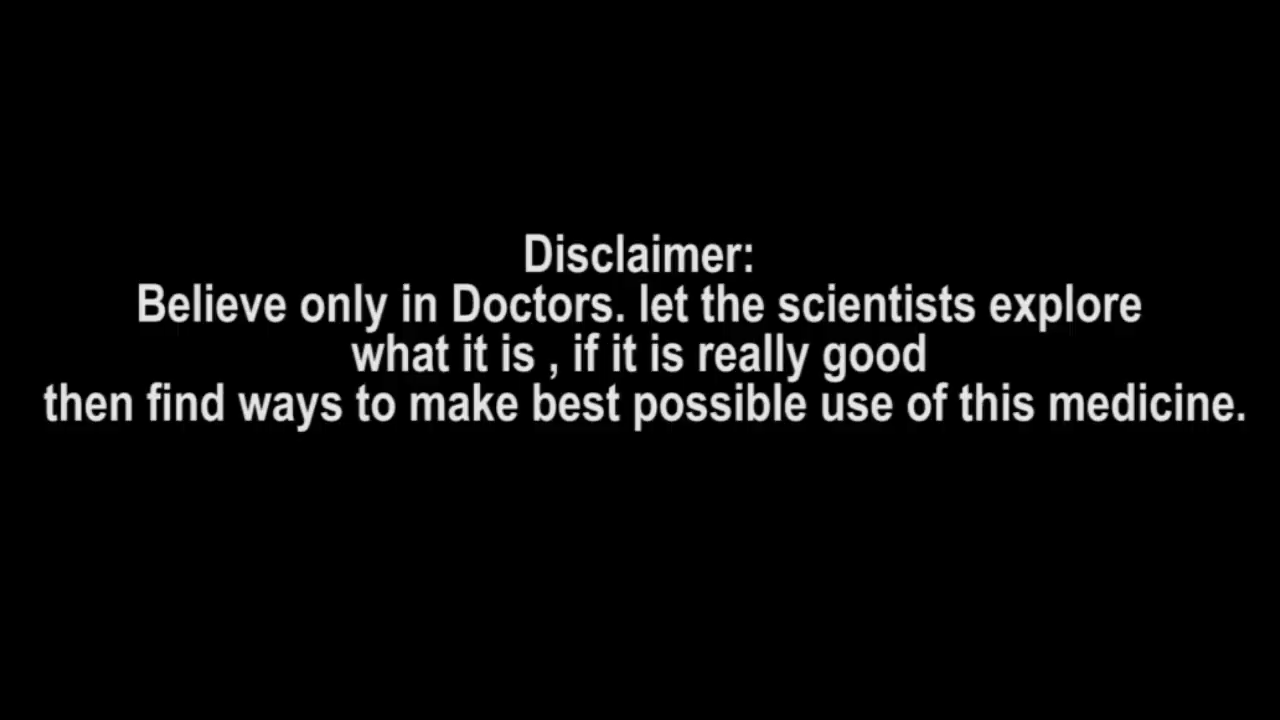 Disclaimer:
Believe only in Doctors. let the scientists explore
what it is , if it is really good
then find ways to make best possible use of this medicine.